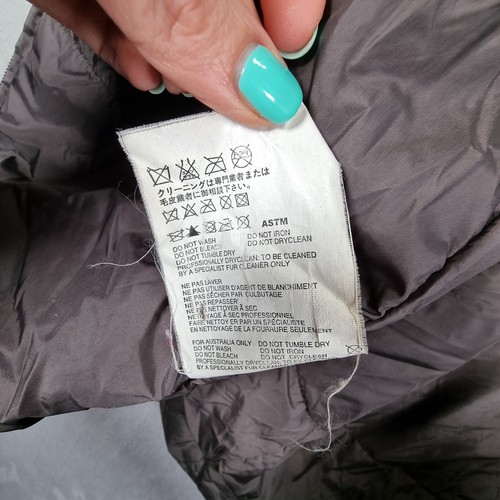 クリーニングは専門業者または
毛皮業者に御相談下さい。
ASTM
DO NOT WASH DO NOT IRON
DO NOT BLEACH DO NOT DRYCLEAN
DO NOT TUMBLE DRY
PROFESSIONALLY DRYCLEAN: TO BE CLEANED
BY A SPECIALIST FUR CLEANER ONLY
NE PAS LAVER
NE PAS UTILISER D'AGENT DE BLANCHIMENT
NE PAS SÉCHER PAR CULBUTAGE
NE PAS REPASSER
NE PAS NETTOYER À SEC
NETTOYAGE À SEC PROFESSIONNEL
FAIRE NETTOYER PAR UN SPÉCIALISTE
EN NETTOYAGE DE LA FOURRURE SEULEMENT
FOR AUSTRALIA ONLY DO NOT TUMBLE DRY
DO NOT WASH DO NOT IRON
DO NOT BLEACH DO NOT DRYCLEAN
PROFESSIONALLY DRYCLEAN: TO BE CLEANED
BY A SPECIALIST FUR CLEANER ONLY